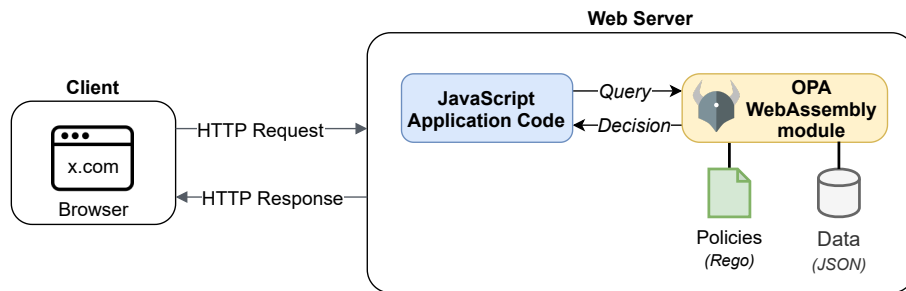 Web Server
Client
x.com
Browser
HTTP Request
HTTP Response
JavaScript
Application Code
Query
Decision
OPA
WebAssembly
module
Policies
(Rego)
Data
(JSON)